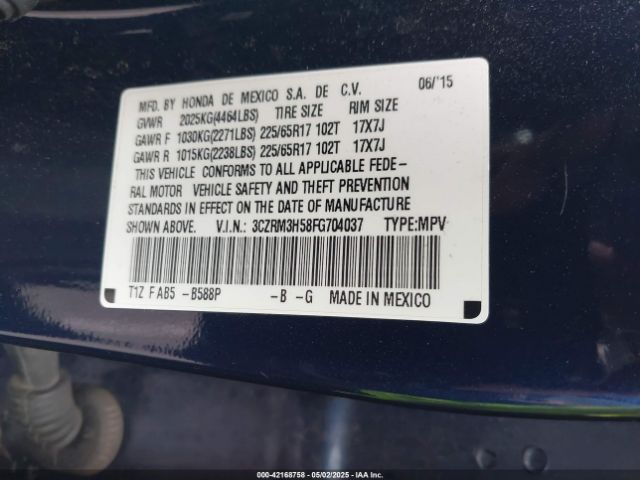 06/'15
MFD. BY HONDA DE MEXICO S.A. DE C.V.
GVWR 2025KG(4464LBS) TIRE SIZE RIM SIZE
GAWR F 1030KG(2271LBS) 225/65R17 102T 17X7J
GAWR R 1015KG(2238LBS) 225/65R17 102T 17X7J
THIS VEHICLE CONFORMS TO ALL APPLICABLE FEDE-
RAL MOTOR VEHICLE SAFETY AND THEFT PREVENTION
STANDARDS IN EFFECT ON THE DATE OF MANUFACTURE
SHOWN ABOVE. V.I.N.: 3CZRM3H58FG704037 TYPE:MPV
T1Z F AB5 -B588P -B -G MADE IN MEXICO
000-42168758 - 05/02/2025 - IAA Inc.